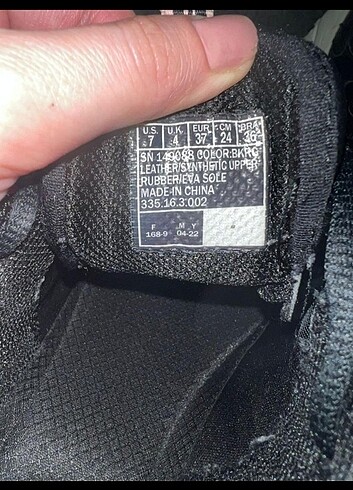 U.S. U.K. EUR CM BRA
7 4 37 24 36
SN 149088 COLOR:BKRG
LEATHER/SYNTHETIC UPPER
RUBBER/EVA SOLE
MADE IN CHINA
335.16.3.002
F M Y
168-9 04-22